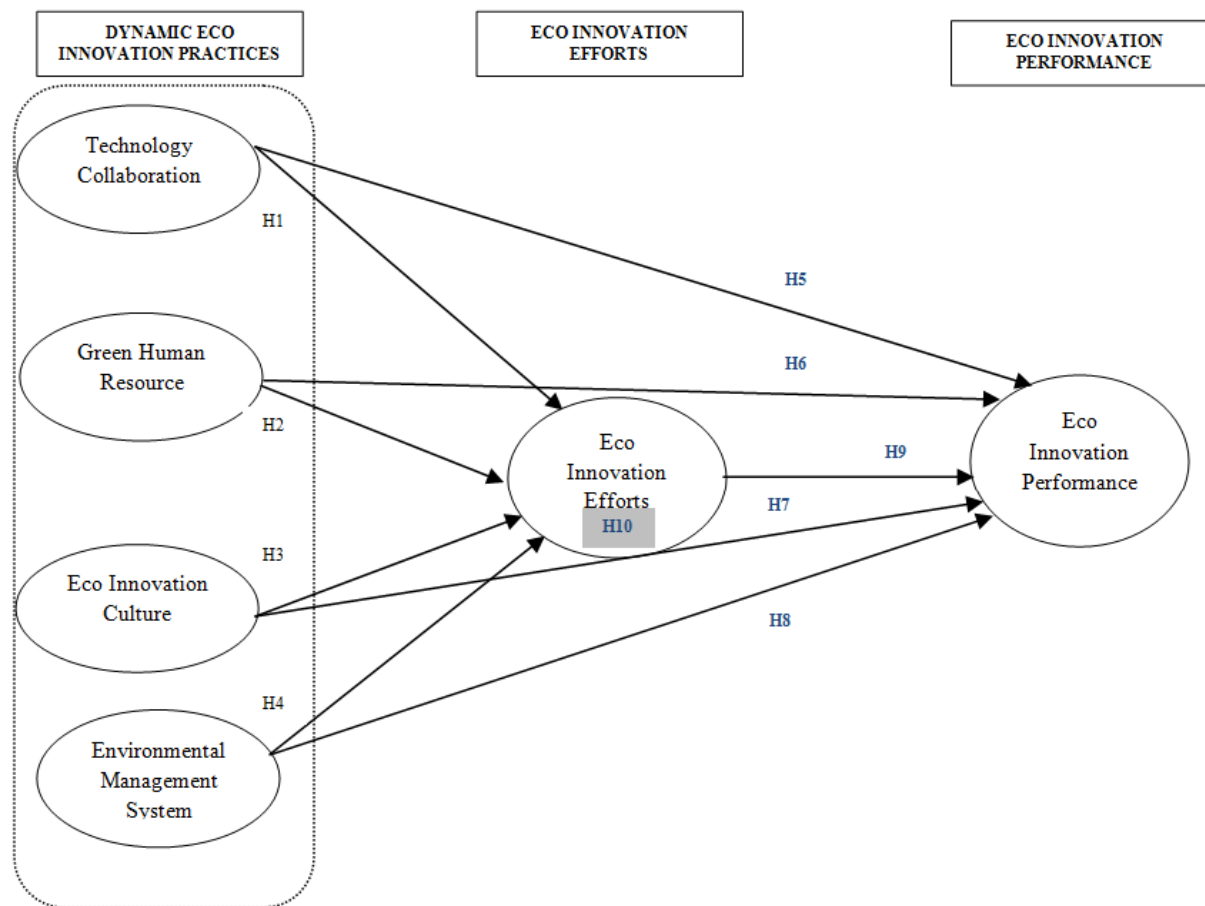 DYNAMIC ECO
INNOVATION PRACTICES
ECO INNOVATION
EFFORTS
ECO INNOVATION
PERFORMANCE
Technology
Collaboration
H1
H5
Green Human
Resource
H6
H2
Eco
Innovation
Efforts
H10
H9
Eco
Innovation
Performance
H7
H3
Eco Innovation
Culture
H8
H4
Environmental
Management
System